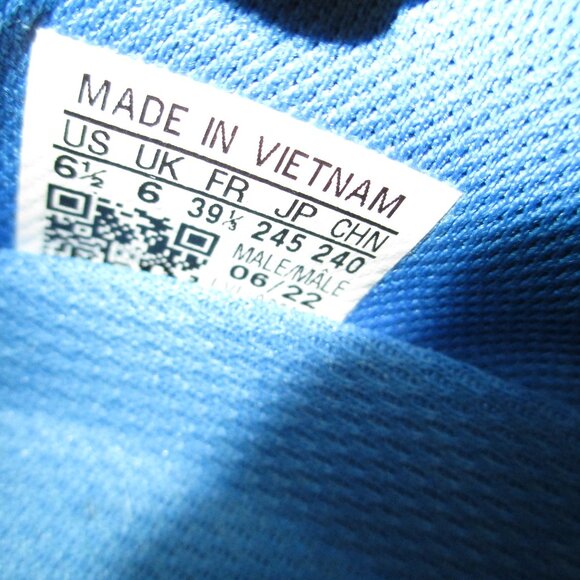 MADE IN VIETNAM
US UK FR JP CHN
6½ 6 39⅓ 245 240
MALE/MÂLE
06/22